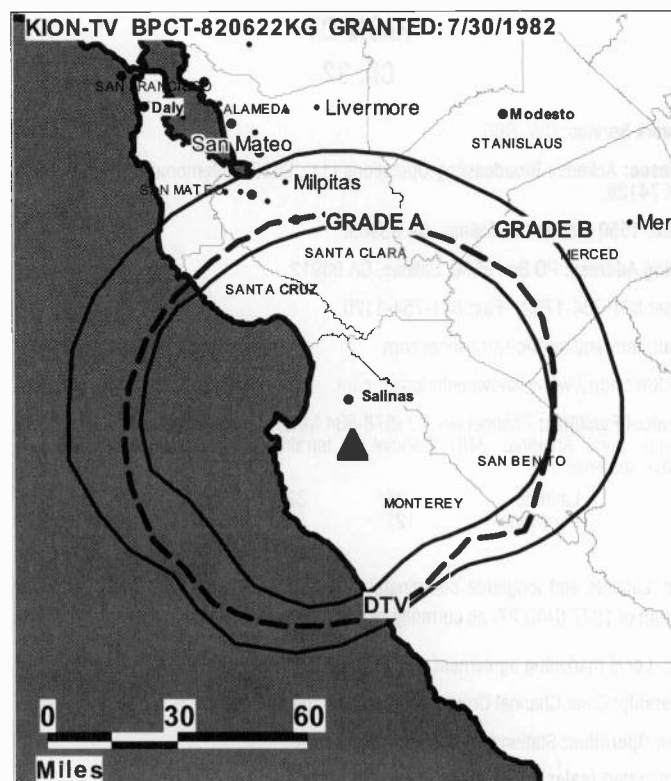 KION-TV BPCT-820622KG GRANTED: 7/30/1982
SAN FRANCISCO
Daly
ALAMEDA
Livermore
Modesto
STANISLAUS
San Mateo
SAN MATEO
Milpitas
GRADE A
GRADE B
Mer
MERCED
SANTA CLARA
SANTA CRUZ
Salinas
SAN BENITO
MONTEREY
DTV
0 30 60
Miles